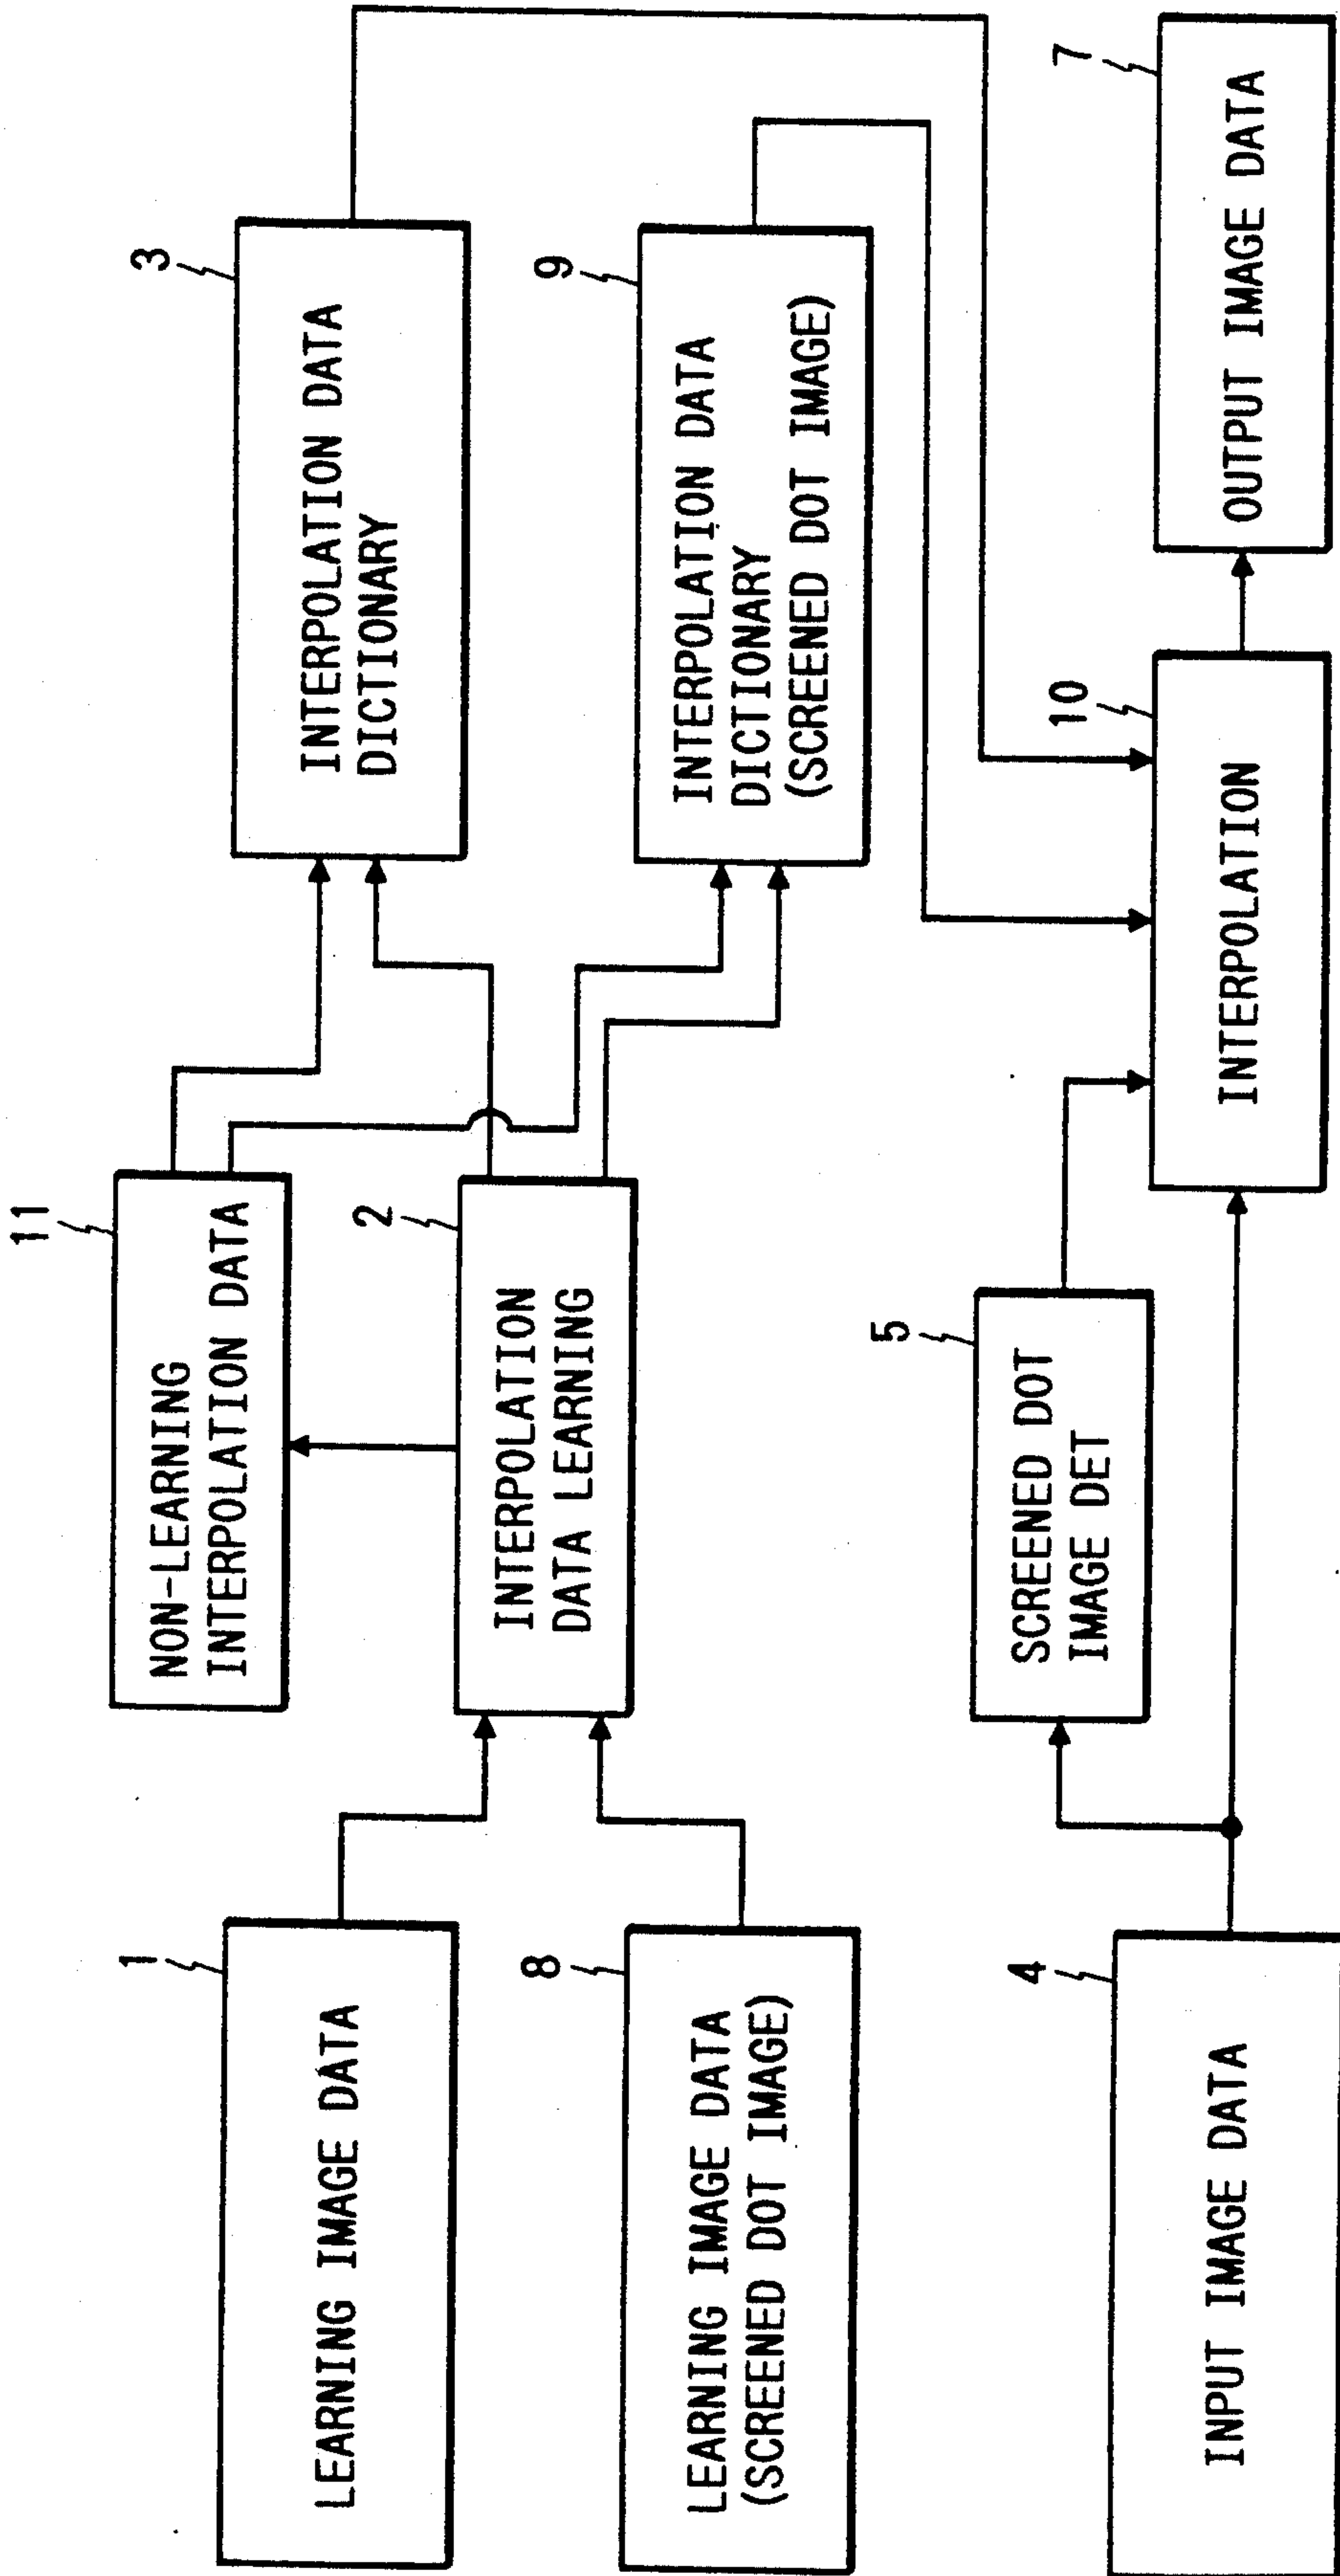 11
NON-LEARNING
INTERPOLATION DATA
3
INTERPOLATION DATA
DICTIONARY
1
LEARNING IMAGE DATA
2
INTERPOLATION
DATA LEARNING
9
INTERPOLATION DATA
DICTIONARY
(SCREENED DOT IMAGE)
8
LEARNING IMAGE DATA
(SCREENED DOT IMAGE)
5
SCREENED DOT
IMAGE DET
4
INPUT IMAGE DATA
10
INTERPOLATION
7
OUTPUT IMAGE DATA